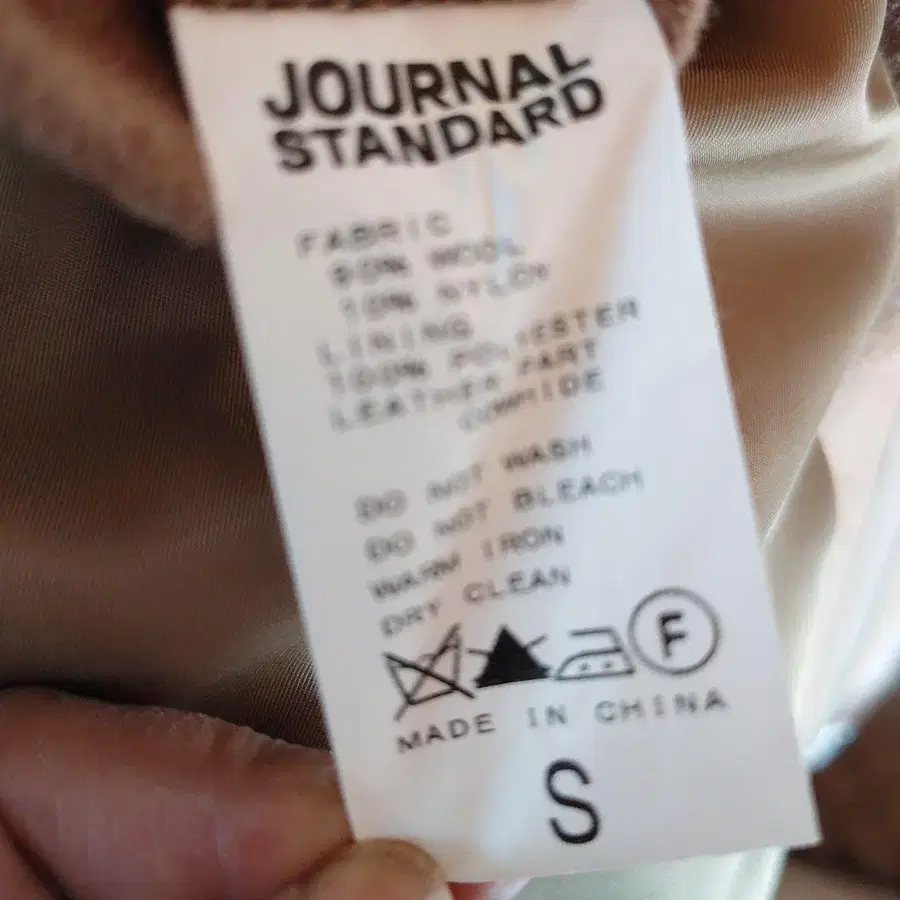 JOURNAL
STANDARD
FABRIC
90% WOOL
10% NYLON
LINING
100% POLYESTER
LEATHER PART
COWHIDE
DO NOT WASH
DO NOT BLEACH
WARM IRON
DRY CLEAN
F
MADE IN CHINA
S